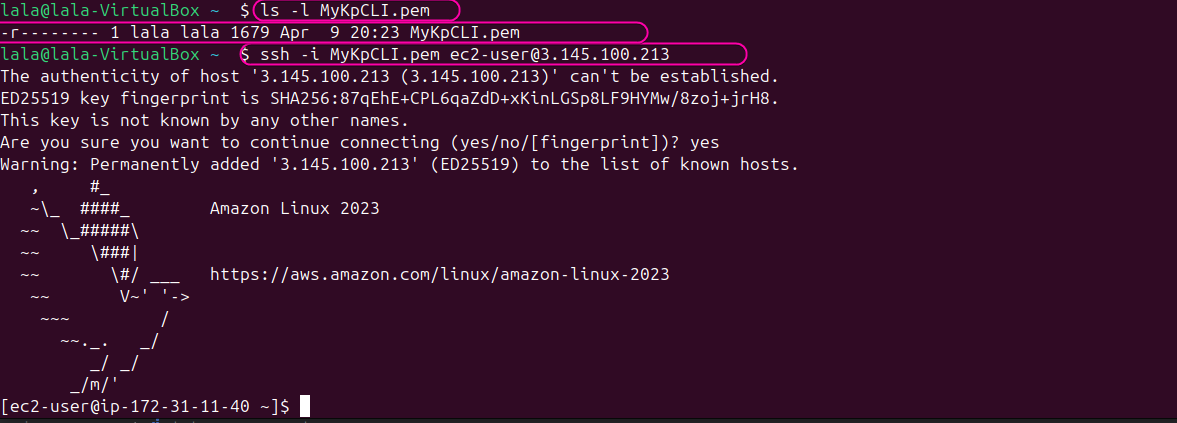 lala@lala-VirtualBox ~  $ ls -l MyKpCLI.pem
-r-------- 1 lala lala 1679 Apr  9 20:23 MyKpCLI.pem
lala@lala-VirtualBox ~  $ ssh -i MyKpCLI.pem ec2-user@3.145.100.213
The authenticity of host '3.145.100.213 (3.145.100.213)' can't be established.
ED25519 key fingerprint is SHA256:87qEhE+CPL6qaZdD+xKinLGSp8LF9HYMw/8zoj+jrH8.
This key is not known by any other names.
Are you sure you want to continue connecting (yes/no/[fingerprint])? yes
Warning: Permanently added '3.145.100.213' (ED25519) to the list of known hosts.
   ,     #_
   ~\_  ####_        Amazon Linux 2023
  ~~  \_#####\
  ~~     \###|
  ~~       \#/ ___   https://aws.amazon.com/linux/amazon-linux-2023
   ~~       V~' '->
    ~~~         /
      ~~._.   _/
         _/ _/
       _/m/'
[ec2-user@ip-172-31-11-40 ~]$